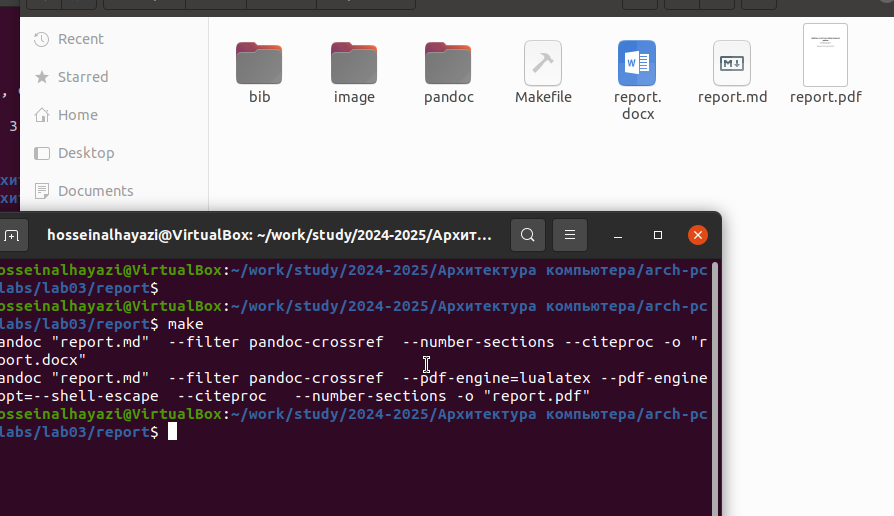 Recent
Starred
Home
Desktop
Documents
bib
image
pandoc
Makefile
report.
docx
report.md
report.pdf
3
хит
хит
hosseinalhayazi@VirtualBox: ~/work/study/2024-2025/Архит...
osseinalhayazi@VirtualBox:~/work/study/2024-2025/Архитектура компьютера/arch-pc
labs/lab03/report$
osseinalhayazi@VirtualBox:~/work/study/2024-2025/Архитектура компьютера/arch-pc
labs/lab03/report$ make
andoc "report.md"  --filter pandoc-crossref  --number-sections --citeproc -o "r
port.docx"
andoc "report.md"  --filter pandoc-crossref  --pdf-engine=lualatex --pdf-engine
opt=--shell-escape  --citeproc   --number-sections -o "report.pdf"
osseinalhayazi@VirtualBox:~/work/study/2024-2025/Архитектура компьютера/arch-pc
labs/lab03/report$